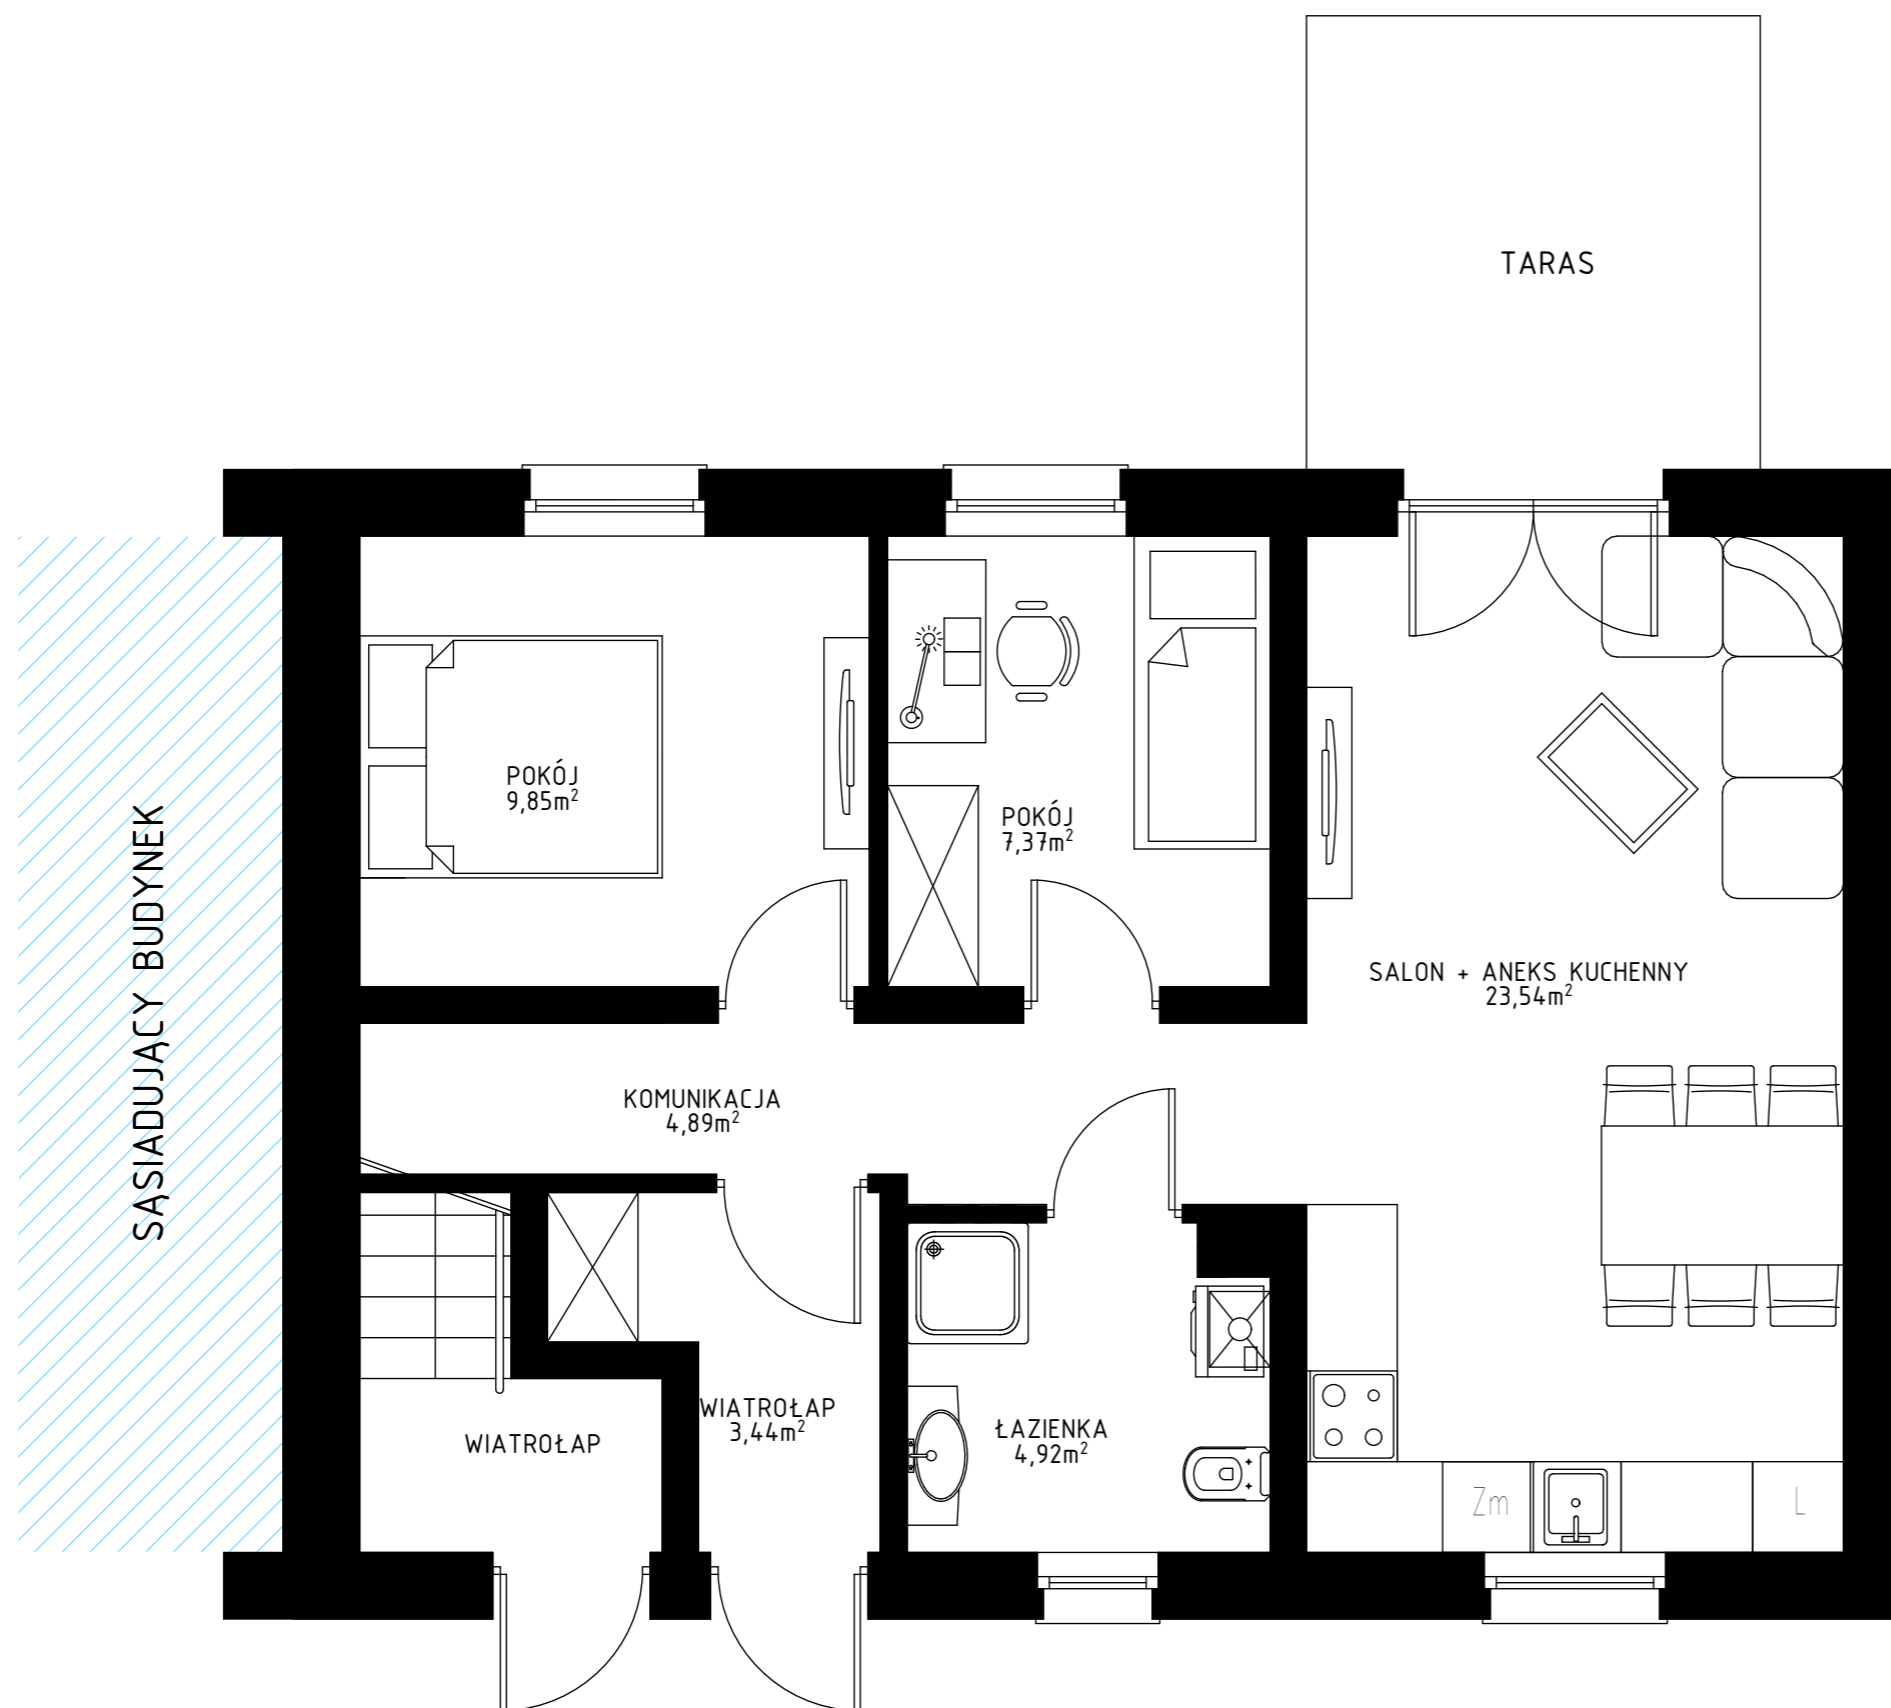 TARAS
POKÓJ
9,85m²
POKÓJ
7,37m²
SĄSIADUJĄCY BUDYNEK
SALON + ANEKS KUCHENNY
23,54m²
KOMUNIKACJA
4,89m²
WIATROŁAP
3,44m²
WIATROŁAP
ŁAZIENKA
4,92m²
Zm
L